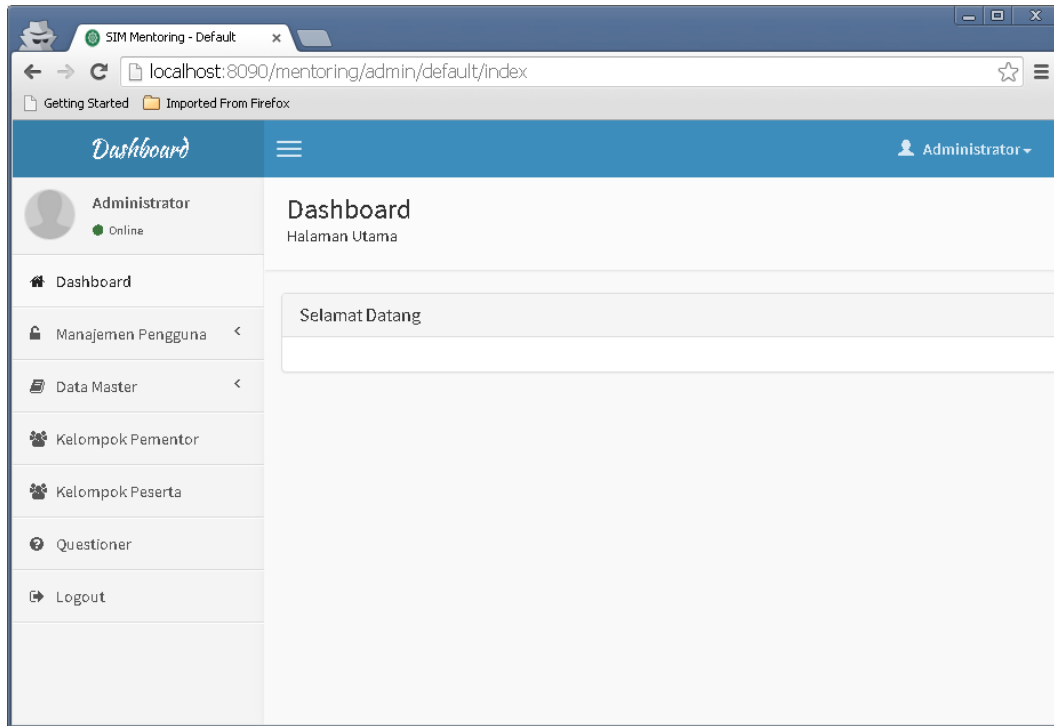 SIM Mentoring - Default
localhost:8090/mentoring/admin/default/index
Getting Started Imported From Firefox
Dashboard
Administrator
Administrator
Online
Dashboard
Halaman Utama
Dashboard
Selamat Datang
Manajemen Pengguna
Data Master
Kelompok Pementor
Kelompok Peserta
Questioner
Logout